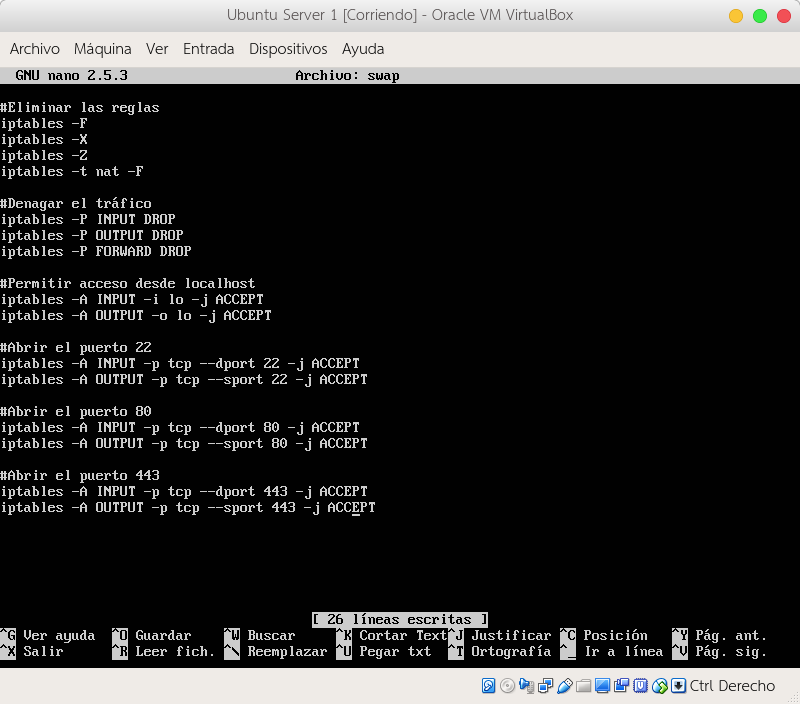 Ubuntu Server 1 [Corriendo] - Oracle VM VirtualBox
Archivo Máquina Ver Entrada Dispositivos Ayuda
GNU nano 2.5.3 Archivo: swap
#Eliminar las reglas
iptables -F
iptables -X
iptables -Z
iptables -t nat -F
#Denagar el tráfico
iptables -P INPUT DROP
iptables -P OUTPUT DROP
iptables -P FORWARD DROP
#Permitir acceso desde localhost
iptables -A INPUT -i lo -j ACCEPT
iptables -A OUTPUT -o lo -j ACCEPT
#Abrir el puerto 22
iptables -A INPUT -p tcp --dport 22 -j ACCEPT
iptables -A OUTPUT -p tcp --sport 22 -j ACCEPT
#Abrir el puerto 80
iptables -A INPUT -p tcp --dport 80 -j ACCEPT
iptables -A OUTPUT -p tcp --sport 80 -j ACCEPT
#Abrir el puerto 443
iptables -A INPUT -p tcp --dport 443 -j ACCEPT
iptables -A OUTPUT -p tcp --sport 443 -j ACCEPT
[ 26 líneas escritas ]
^G Ver ayuda ^O Guardar ^W Buscar ^K Cortar Text ^J Justificar ^C Posición ^Y Pág. ant.
^X Salir ^R Leer fich. ^\ Reemplazar ^U Pegar txt ^T Ortografía ^_ Ir a línea ^V Pág. sig.
Ctrl Derecho